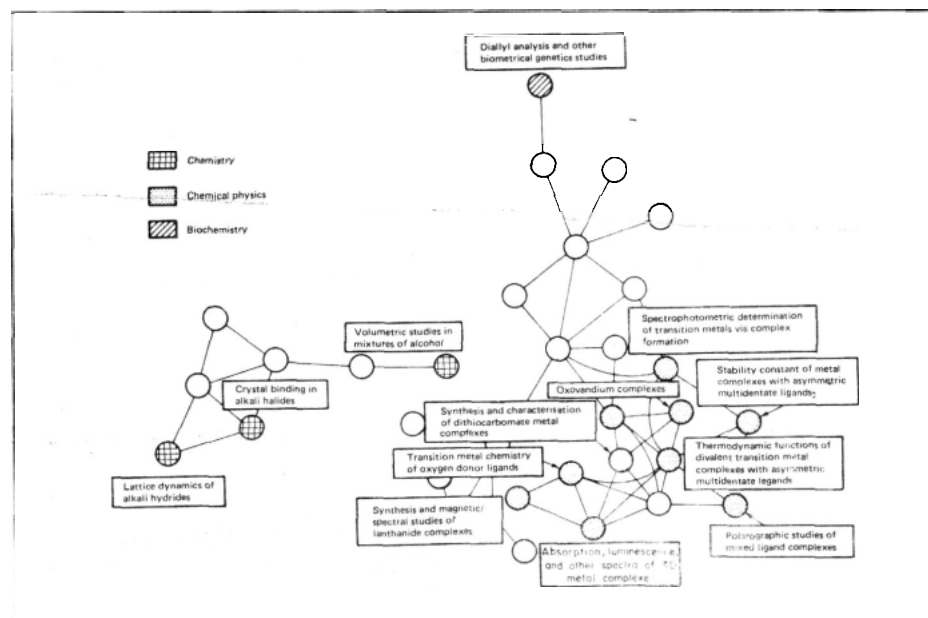 Diallyl analysis and other
biometrical genetics studies
Chemistry
Chemical physics
Biochemistry
Volumetric studies in
mixtures of alcohol
Spectrophotometric determination
of transition metals vis complex
formation
Crystal binding in
alkali halides
Oxovandium complexes
Stability constant of metal
complexes with asymmetric
multidentate ligands
Synthesis and characterisation
of dithiocarbomate metal
complexes
Transition metal chemistry
of oxygen donor ligands
Thermodynamic functions of
divalent transition metal
complexes with asymmetric
multidentate legands
Lattice dynamics of
alkali hydrides
Synthesis and magnetic/
spectral studies of
lanthanide complexes
Polarographic studies of
mixed ligand complexes
Absorption, luminescence,
and other spectra of
metal complexe